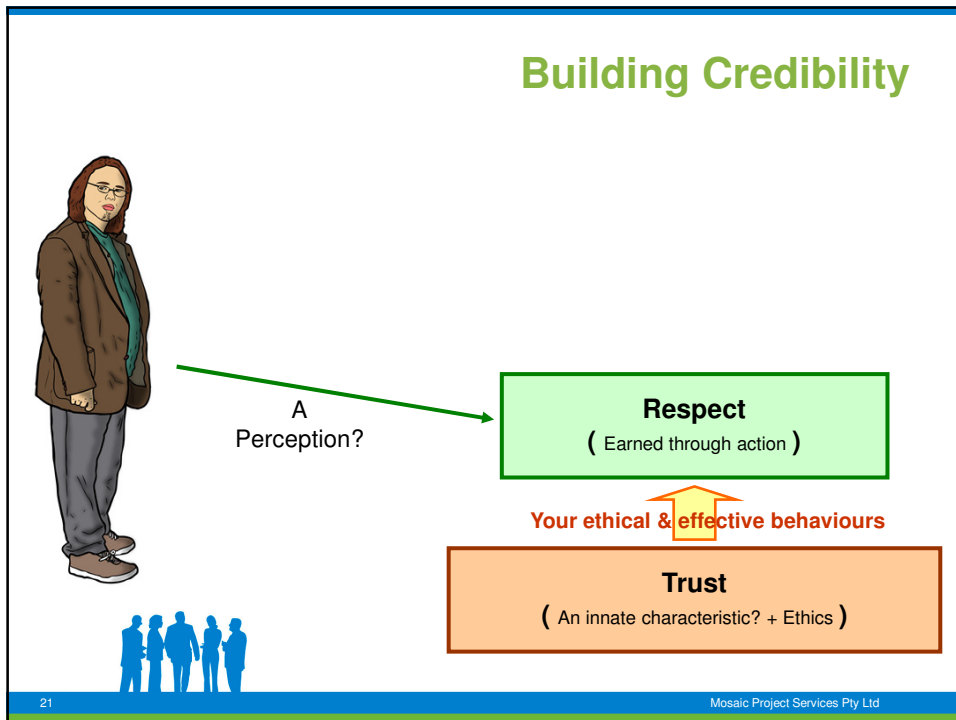 Building Credibility
A
Perception?
Respect
( Earned through action )
Your ethical & effective behaviours
Trust
( An innate characteristic? + Ethics )
21
Mosaic Project Services Pty Ltd